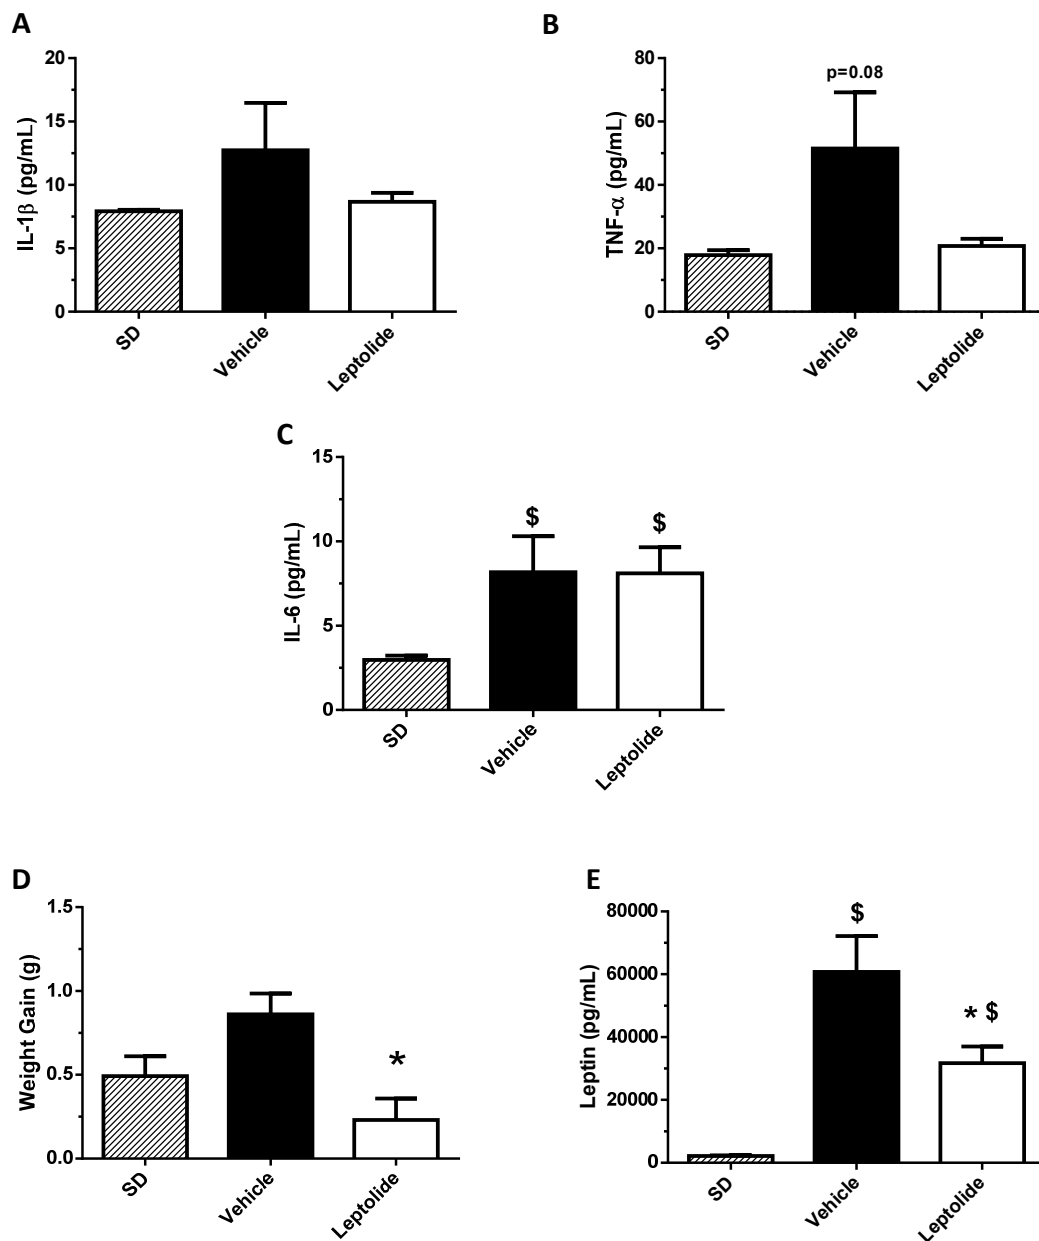 A
IL-1β (pg/mL)
20
15
10
5
0
SD
Vehicle
Leptolide
B
TNF-α (pg/mL)
80
60
40
20
0
p=0.08
SD
Vehicle
Leptolide
C
IL-6 (pg/mL)
15
10
5
0
$
$
SD
Vehicle
Leptolide
D
Weight Gain (g)
1.5
1.0
0.5
0.0
*
SD
Vehicle
Leptolide
E
Leptin (pg/mL)
80000
60000
40000
20000
0
$
* $
SD
Vehicle
Leptolide